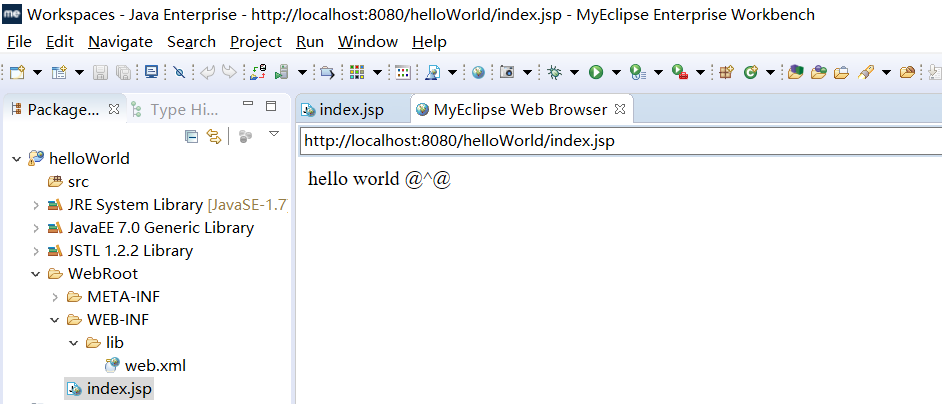 me Workspaces - Java Enterprise - http://localhost:8080/helloWorld/index.jsp - MyEclipse Enterprise Workbench
File Edit Navigate Search Project Run Window Help
Package... Type Hi...
index.jsp MyEclipse Web Browser
http://localhost:8080/helloWorld/index.jsp
hello world @^@
helloWorld
src
JRE System Library [JavaSE-1.7]
JavaEE 7.0 Generic Library
JSTL 1.2.2 Library
WebRoot
META-INF
WEB-INF
lib
web.xml
index.jsp